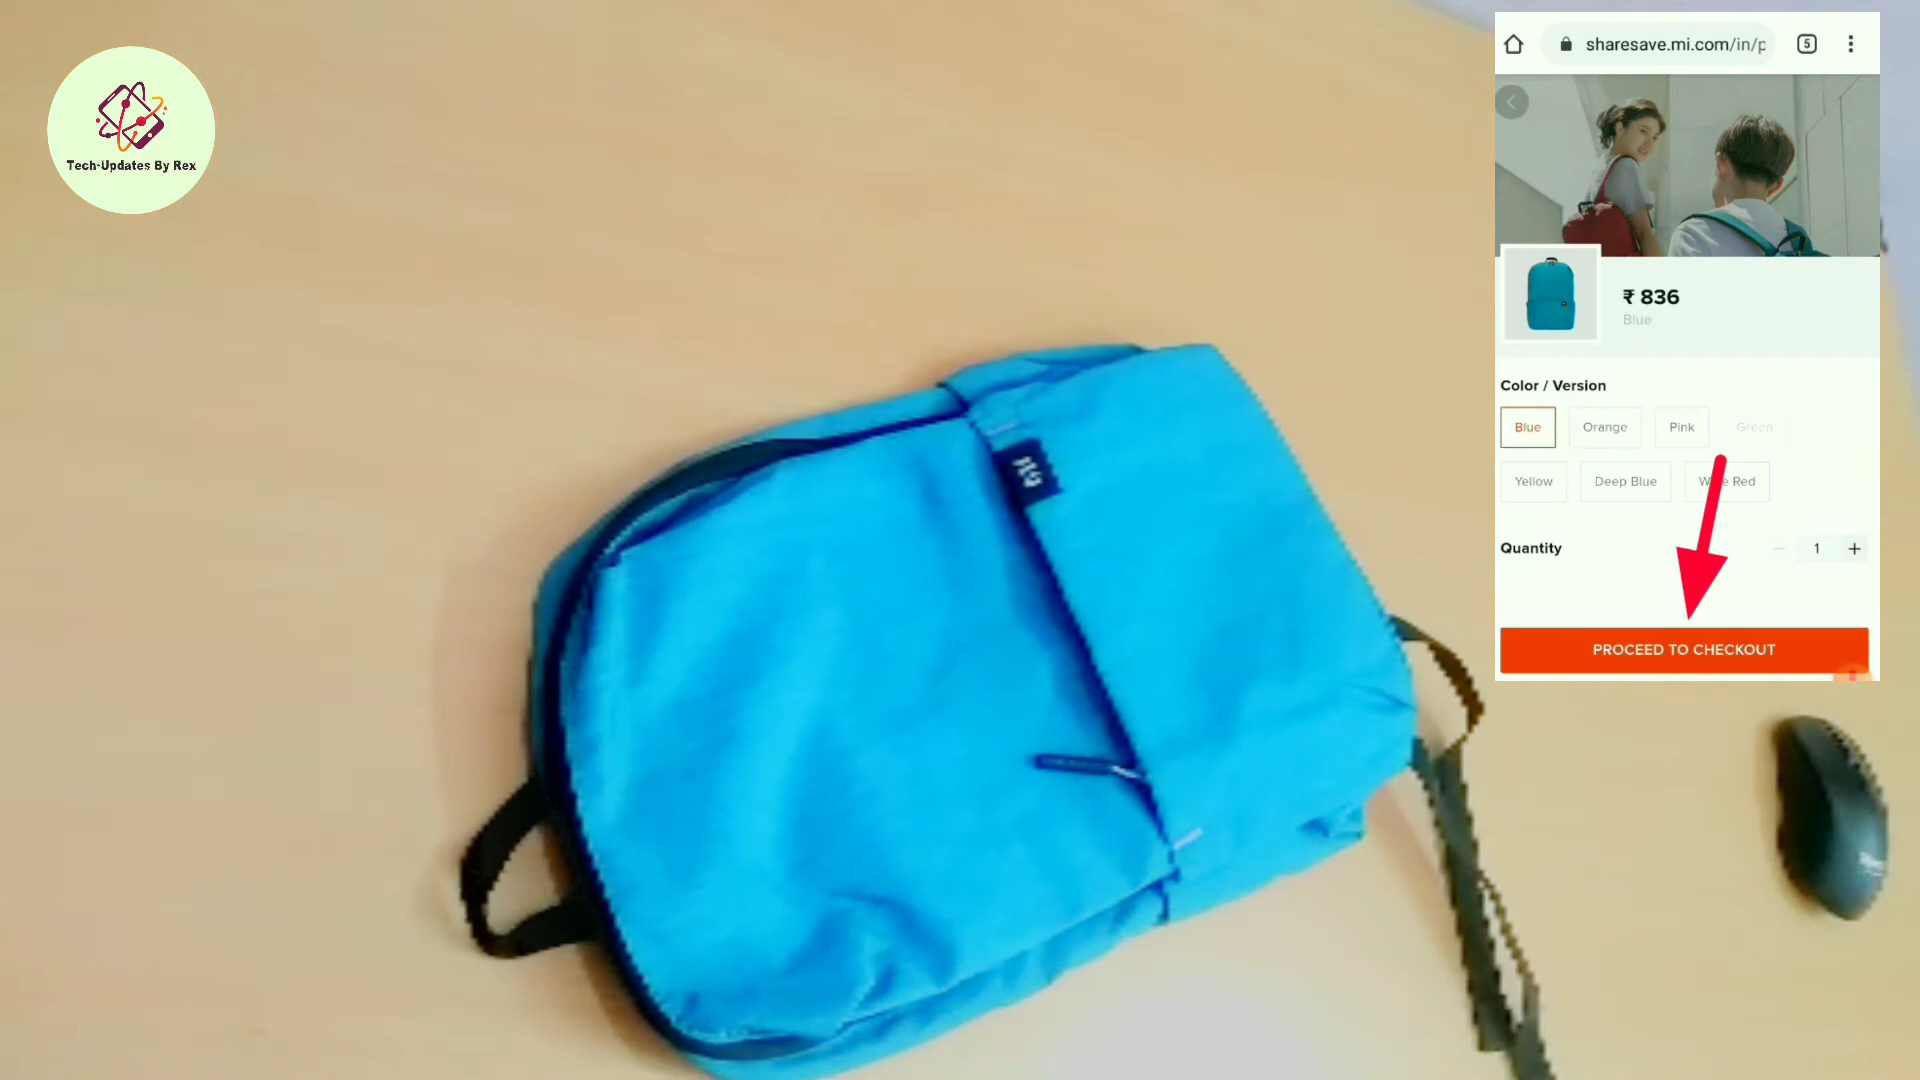 Tech-Updates By Rex
sharesave.mi.com/in/p
5
₹ 836
Blue
Color / Version
Blue
Orange
Pink
Green
Yellow
Deep Blue
Red
Quantity
1
+
PROCEED TO CHECKOUT
mi